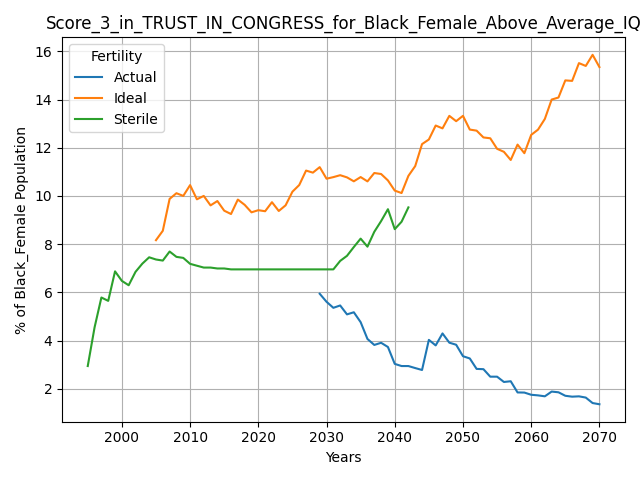 Score_3_in_TRUST_IN_CONGRESS_for_Black_Female_Above_Average_IQ
Fertility
Actual
Ideal
Sterile
% of Black_Female Population
16
14
12
10
8
6
4
2
2000 2010 2020 2030 2040 2050 2060 2070
Years